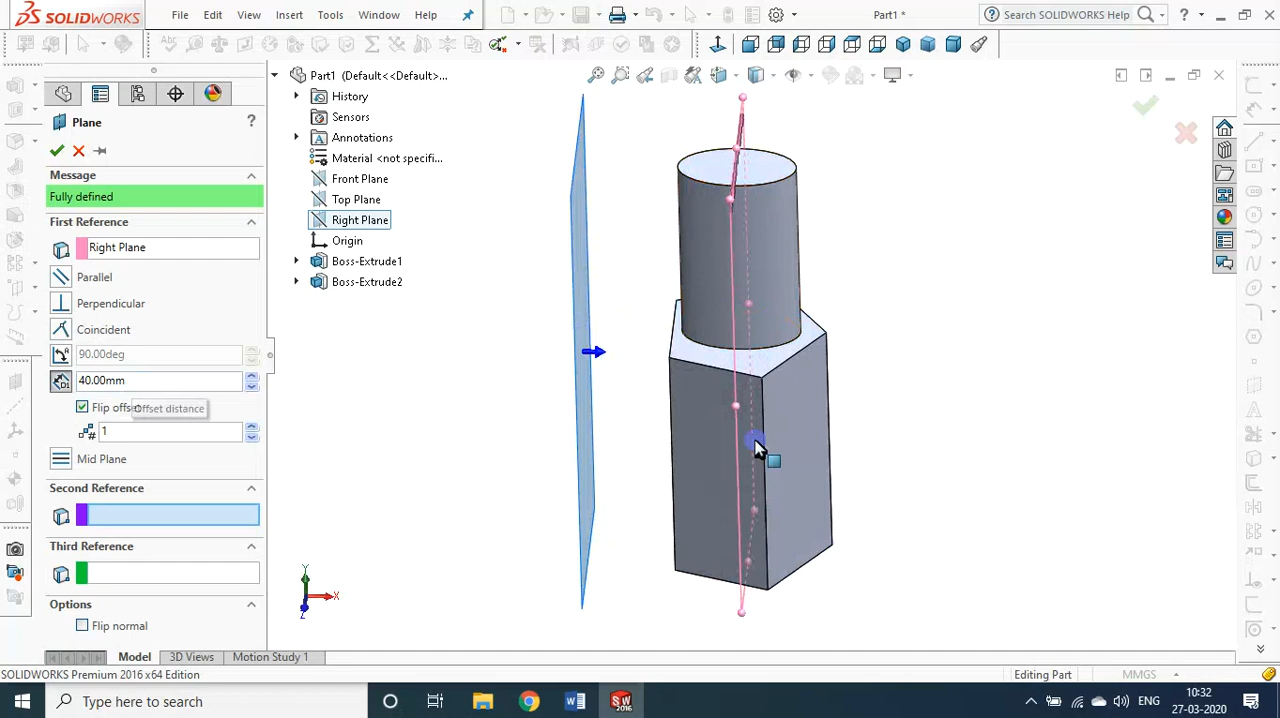 SOLIDWORKS
File Edit View Insert Tools Window Help
Part1 *
Search SOLIDWORKS Help
?
Plane
?
Message
Fully defined
First Reference
Right Plane
Parallel
Perpendicular
Coincident
90.00deg
40.00mm
Flip offset
Offset distance
1
Mid Plane
Second Reference
Third Reference
Options
Flip normal
Part1 (Default<<Default>...
History
Sensors
Annotations
Material <not specifi...
Front Plane
Top Plane
Right Plane
Origin
Boss-Extrude1
Boss-Extrude2
Y
X
Z
Model 3D Views Motion Study 1
SOLIDWORKS Premium 2016 x64 Edition
Editing Part
MMGS
Type here to search
W
SW
2016
ENG
10:32
27-03-2020